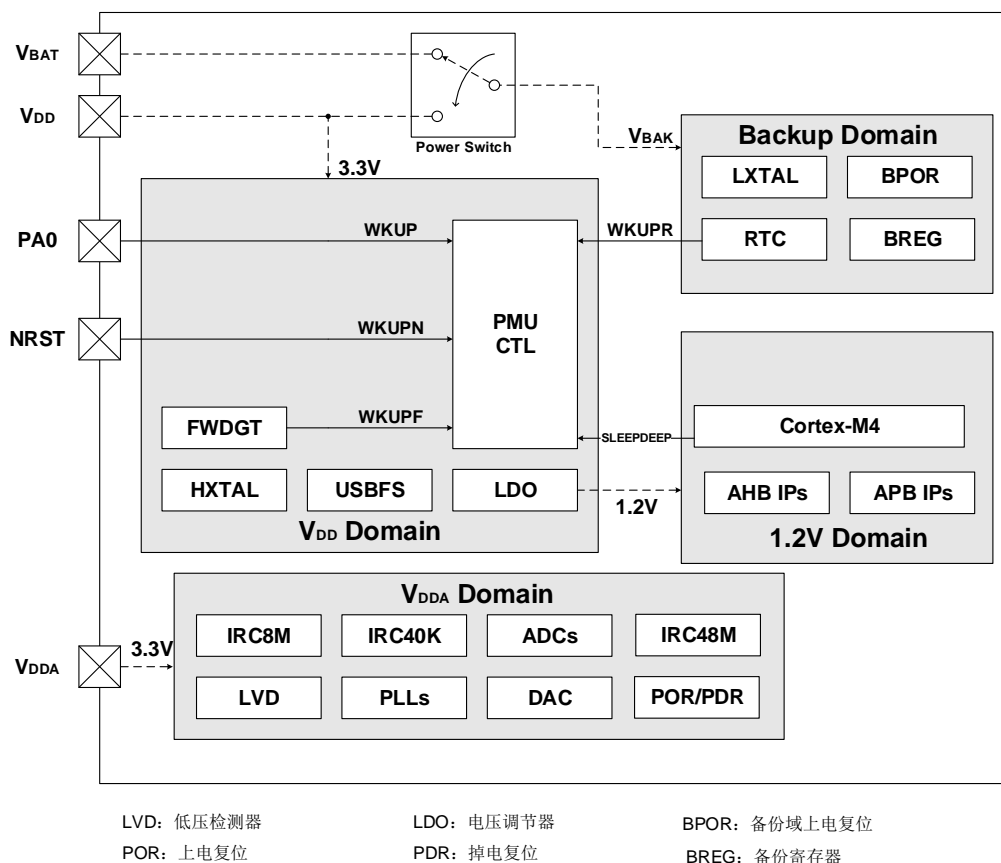 VBAT
VDD
Power Switch
3.3V
VBAK
Backup Domain
LXTAL
BPOR
RTC
BREG
PA0
WKUP
WKUPR
NRST
WKUPN
PMU
CTL
FWDGT
WKUPF
SLEEPDEEP
Cortex-M4
HXTAL
USBFS
LDO
1.2V
AHB IPs
APB IPs
VDD Domain
1.2V Domain
VDDA Domain
IRC8M
IRC40K
ADCs
IRC48M
VDDA
3.3V
LVD
PLLs
DAC
POR/PDR
LVD：低压检测器
LDO：电压调节器
BPOR：备份域上电复位
POR：上电复位
PDR：掉电复位
BREG：备份寄存器